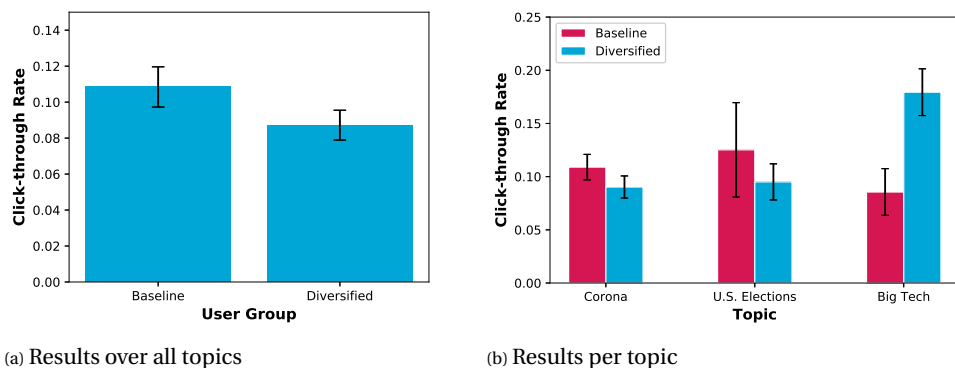 Click-through Rate
0.14
0.12
0.10
0.08
0.06
0.04
0.02
0.00
Baseline
Diversified
User Group
(a) Results over all topics
Click-through Rate
0.25
0.20
0.15
0.10
0.05
0.00
Baseline
Diversified
Corona
U.S. Elections
Big Tech
Topic
(b) Results per topic